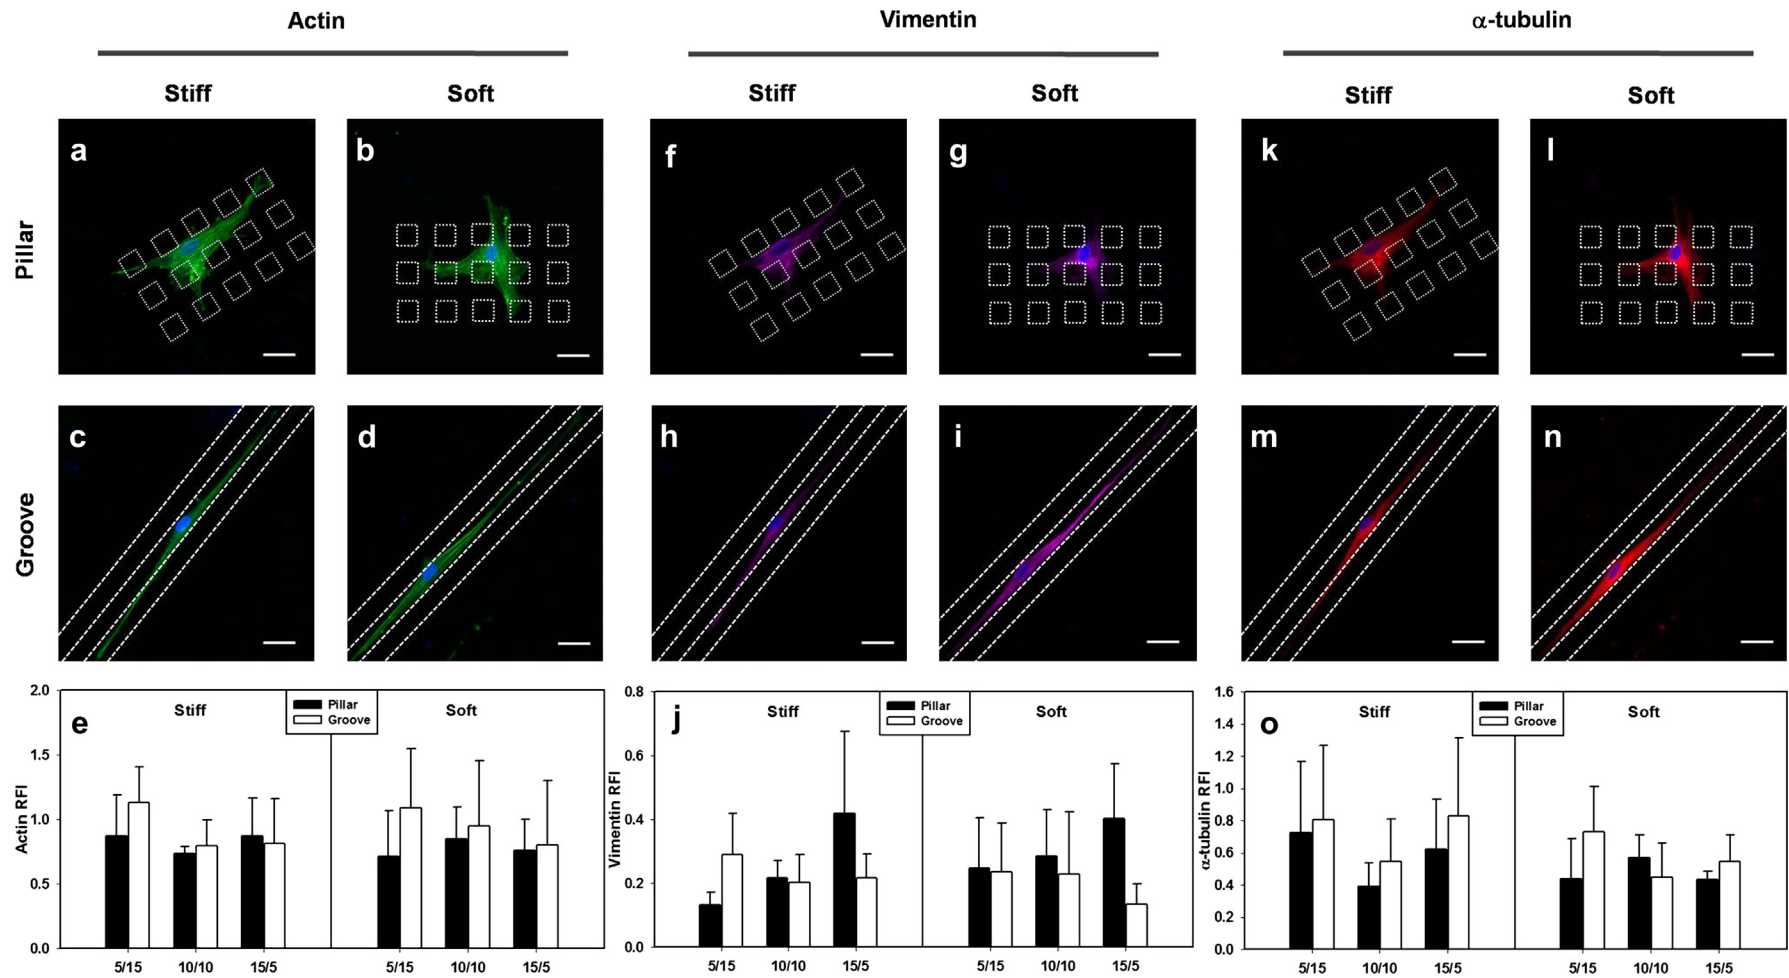 Actin Vimentin α-tubulin
Stiff Soft Stiff Soft Stiff Soft
Pillar
a b f g k l
Groove
c d h i m n
e
Stiff Soft
Pillar
Groove
Actin RFI
2.0
1.5
1.0
0.5
0.0
5/15 10/10 15/5 5/15 10/10 15/5
j
Stiff Soft
Pillar
Groove
Vimentin RFI
0.8
0.6
0.4
0.2
0.0
5/15 10/10 15/5 5/15 10/10 15/5
o
Stiff Soft
Pillar
Groove
α-tubulin RFI
1.6
1.4
1.2
1.0
0.8
0.6
0.4
0.2
0.0
5/15 10/10 15/5 5/15 10/10 15/5